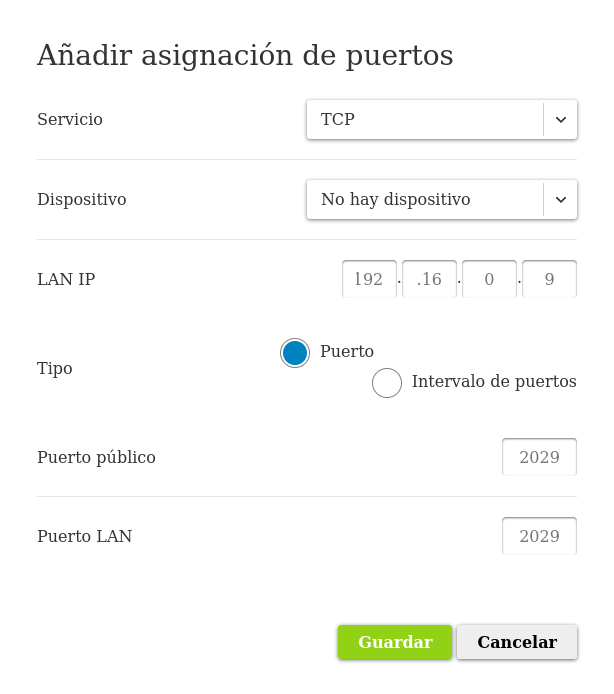 Añadir asignación de puertos
Servicio TCP
Dispositivo No hay dispositivo
LAN IP 192 . .16 . 0 . 9
Puerto
Tipo
Intervalo de puertos
Puerto público 2029
Puerto LAN 2029
Guardar Cancelar